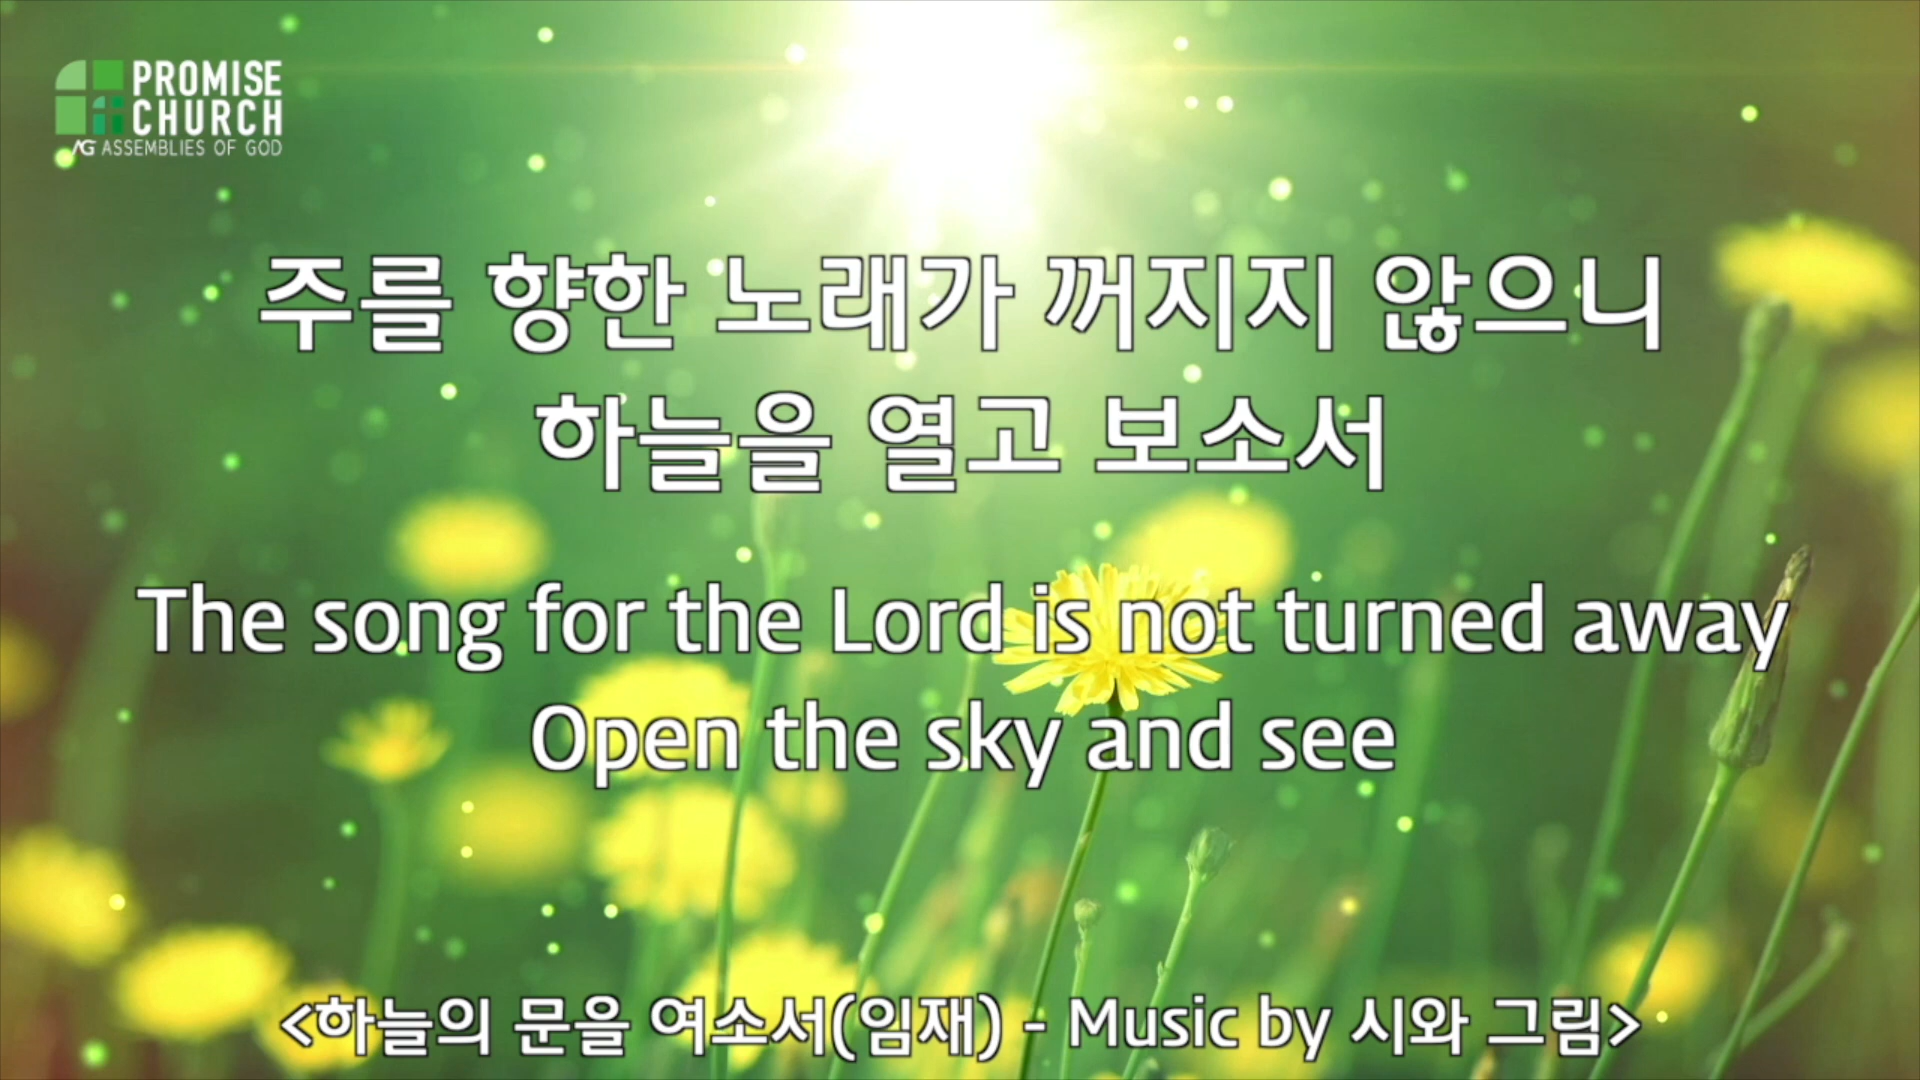 PROMISE
CHURCH
AG ASSEMBLIES OF GOD
주를 향한 노래가 꺼지지 않으니
하늘을 열고 보소서
The song for the Lord is not turned away
Open the sky and see
<하늘의 문을 여소서(임재) - Music by 시와 그림>